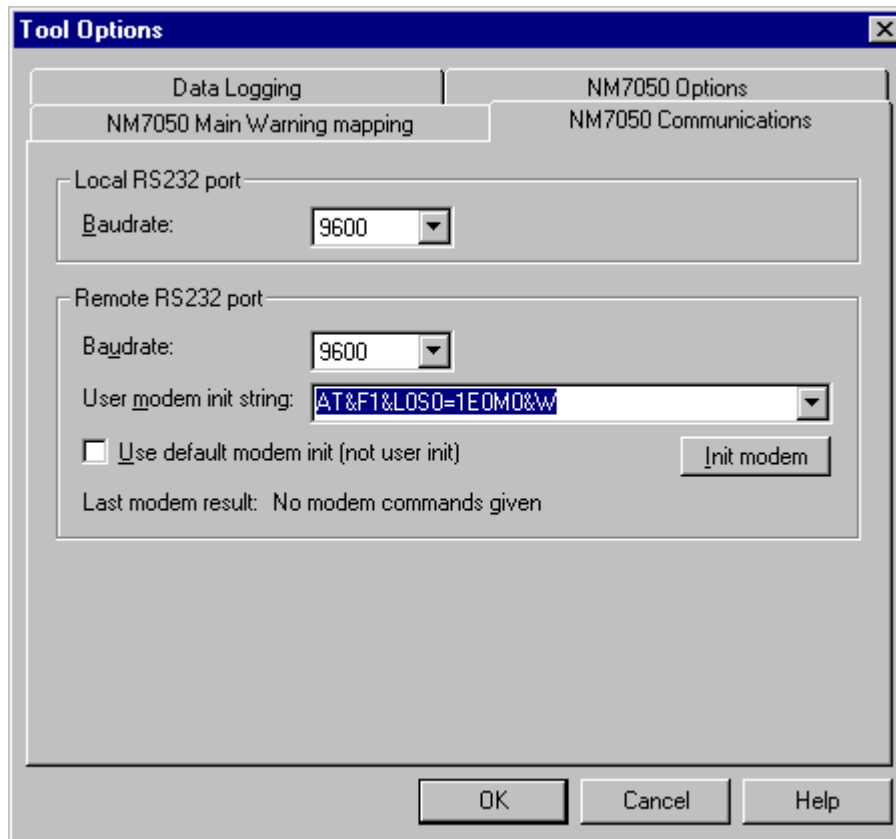 Tool Options
Data Logging
NM7050 Options
NM7050 Main Warning mapping
NM7050 Communications
Local RS232 port
Baudrate:
9600
Remote RS232 port
Baudrate:
9600
User modem init string:
AT&F1&L0S0=1E0M0&W
Use default modem init (not user init)
Init modem
Last modem result: No modem commands given
OK
Cancel
Help